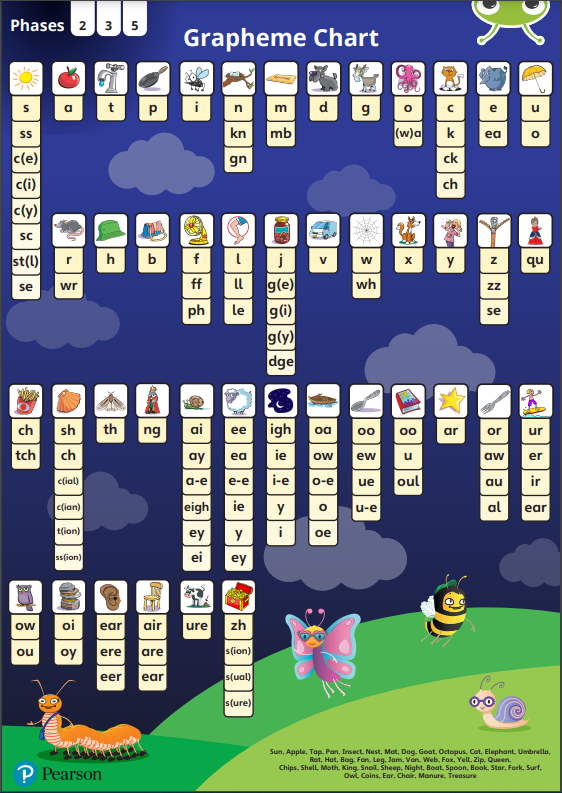 Phases 2 3 5
Grapheme Chart
s a t p i n m d g o c e u
ss kn mb (w)a k ea o
c(e) gn ck
c(i) ch
c(y)
sc
st(l) r h b f l j v w x y z qu
se wr ff ll g(e) wh zz
ph le g(i) se
g(y)
dge
ch sh th ng ai ee igh oa oo oo ar or ur
tch ch ay ea ie ow ew u aw er
c(ial) a-e e-e i-e o-e ue oul au ir
c(ian) eigh ie y o u-e al ear
t(ion) ey y i oe
ss(ion) ei ey
ow oi ear air ure zh
ou oy ere are s(ion)
eer ear s(ual)
s(ure)
Sun, Apple, Tap, Pan, Insect, Nest, Mat, Dog, Goat, Octopus, Cat, Elephant, Umbrella,
Rat, Hat, Bag, Fan, Leg, Jam, Van, Web, Fox, Yell, Zip, Queen,
Chips, Shell, Moth, King, Snail, Sheep, Night, Boat, Spoon, Book, Star, Fork, Surf,
Owl, Coins, Ear, Chair, Manure, Treasure
P Pearson